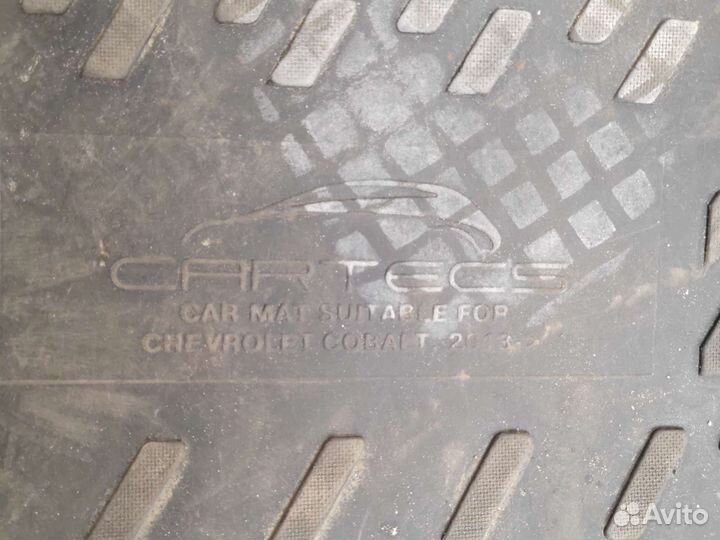 CARTECS
CAR MAT SUITABLE FOR
CHEVROLET COBALT 2013->
Avito